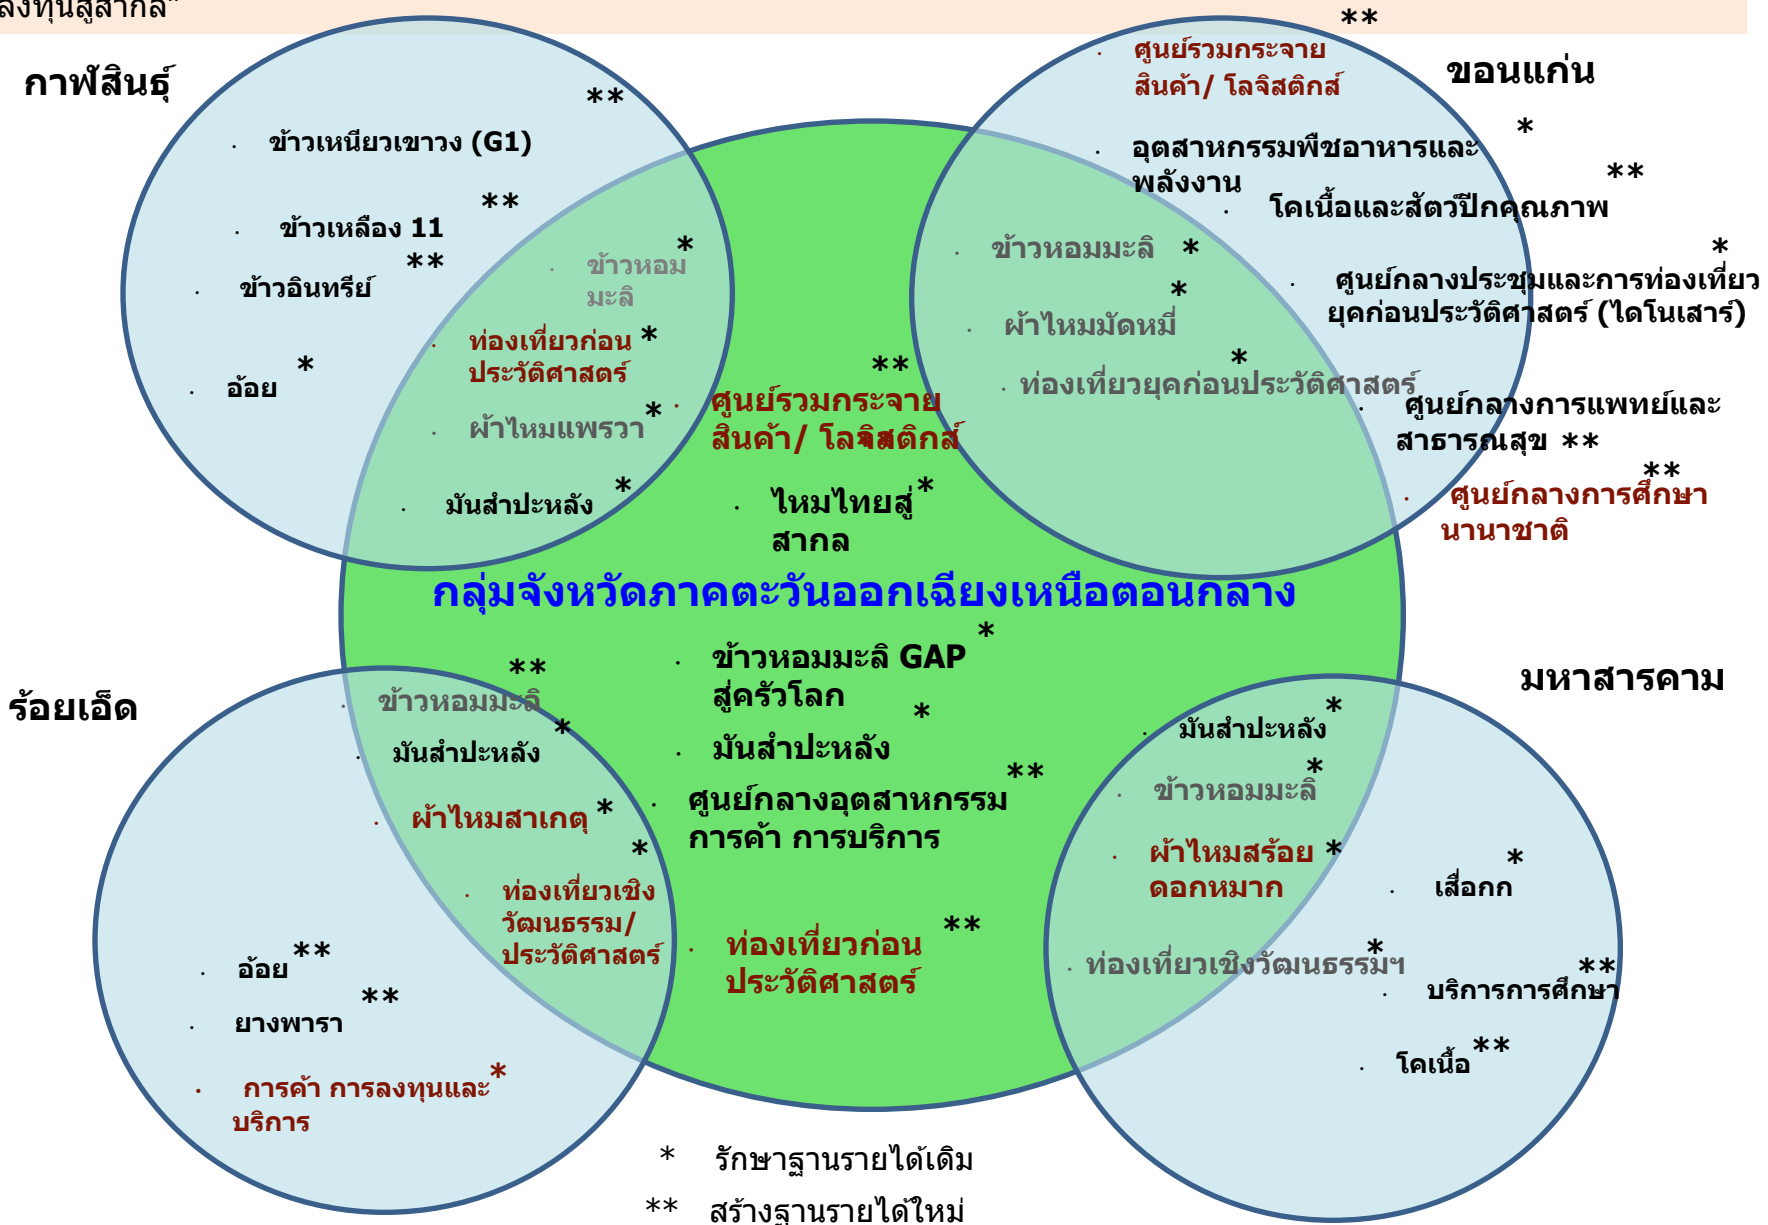 ลงทุนสู่สากล"
กาฬสินธุ์
**
· ข้าวเหนียวเขาวง (G1)
**
· ข้าวเหลือง 11
**
· ข้าวอินทรีย์
*
· อ้อย
*
· ข้าวหอม
มะลิ
· ท่องเที่ยวก่อน *
ประวัติศาสตร์
· ผ้าไหมแพรวา *
· มันสำปะหลัง *
ขอนแก่น
**
· ศูนย์รวมกระจาย
สินค้า/ โลจิสติกส์
*
· อุตสาหกรรมพืชอาหารและ
พลังงาน
**
· โคเนื้อและสัตว์ปีกคุณภาพ
*
· ศูนย์กลางประชุมและการท่องเที่ยว
ยุคก่อนประวัติศาสตร์ (ไดโนเสาร์)
· ศูนย์กลางการแพทย์และ
สาธารณสุข **
**
· ศูนย์กลางการศึกษา
นานาชาติ
· ข้าวหอมมะลิ *
*
· ผ้าไหมมัดหมี่
*
· ท่องเที่ยวยุคก่อนประวัติศาสตร์
**
· ศูนย์รวมกระจาย
สินค้า/ โลจิสติกส์
· ไหมไทยสู่ *
สากล
กลุ่มจังหวัดภาคตะวันออกเฉียงเหนือตอนกลาง
*
· ข้าวหอมมะลิ GAP
สู่ครัวโลก
*
· มันสำปะหลัง
**
· ศูนย์กลางอุตสาหกรรม
การค้า การบริการ
**
· ท่องเที่ยวก่อน
ประวัติศาสตร์
ร้อยเอ็ด
**
· ข้าวหอมมะลิ
*
· มันสำปะหลัง
· ผ้าไหมสาเกตุ *
*
· ท่องเที่ยวเชิง
วัฒนธรรม/
ประวัติศาสตร์
· อ้อย **
**
· ยางพารา
· การค้า การลงทุนและ *
บริการ
มหาสารคาม
*
· มันสำปะหลัง
*
· ข้าวหอมมะลิ
· ผ้าไหมสร้อย *
ดอกหมาก
*
· ท่องเที่ยวเชิงวัฒนธรรมฯ
*
· เสื่อกก
**
· บริการการศึกษา
**
· โคเนื้อ
* รักษาฐานรายได้เดิม
** สร้างฐานรายได้ใหม่